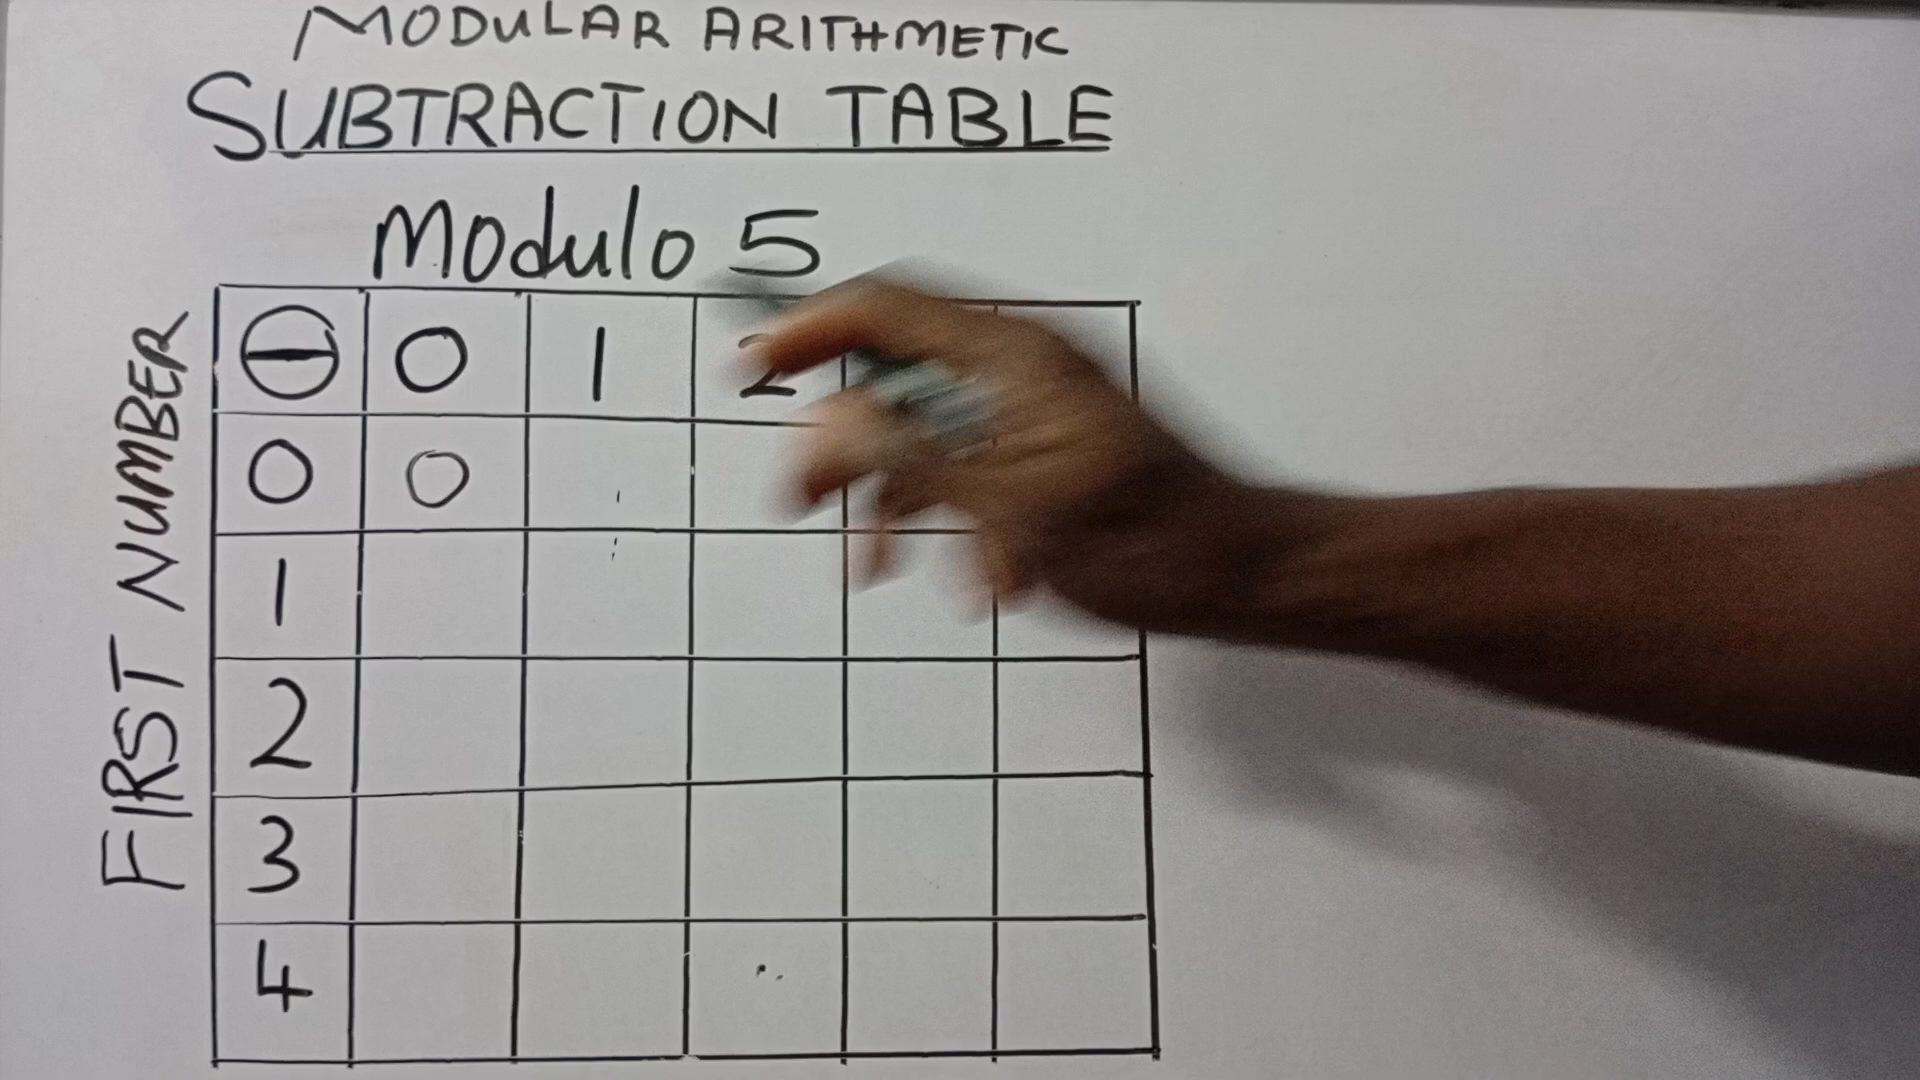 MODULAR ARITHMETIC
SUBTRACTION TABLE
Modulo 5
FIRST NUMBER
⊖ 0 1 2
0 0
1
2
3
4